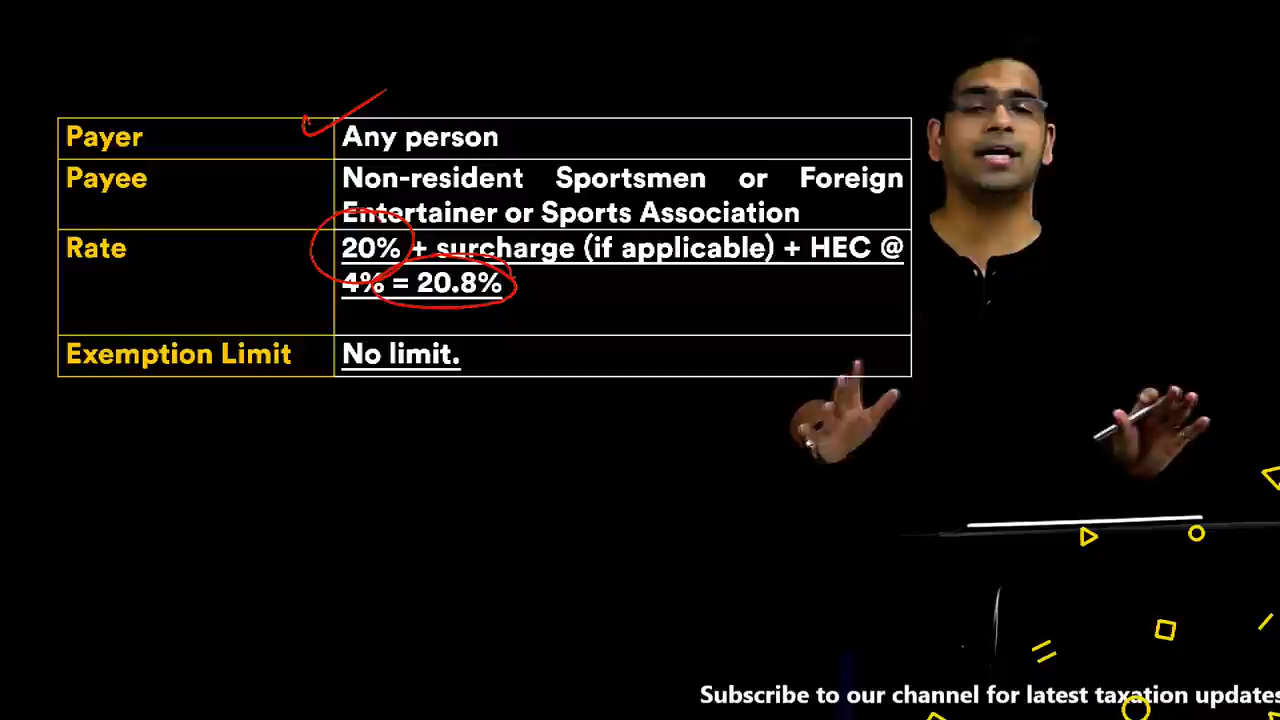 Payer
Any person
Payee
Non-resident Sportsmen or Foreign
Entertainer or Sports Association
Rate
20% + surcharge (if applicable) + HEC @
4% = 20.8%
Exemption Limit
No limit.
Subscribe to our channel for latest taxation updates